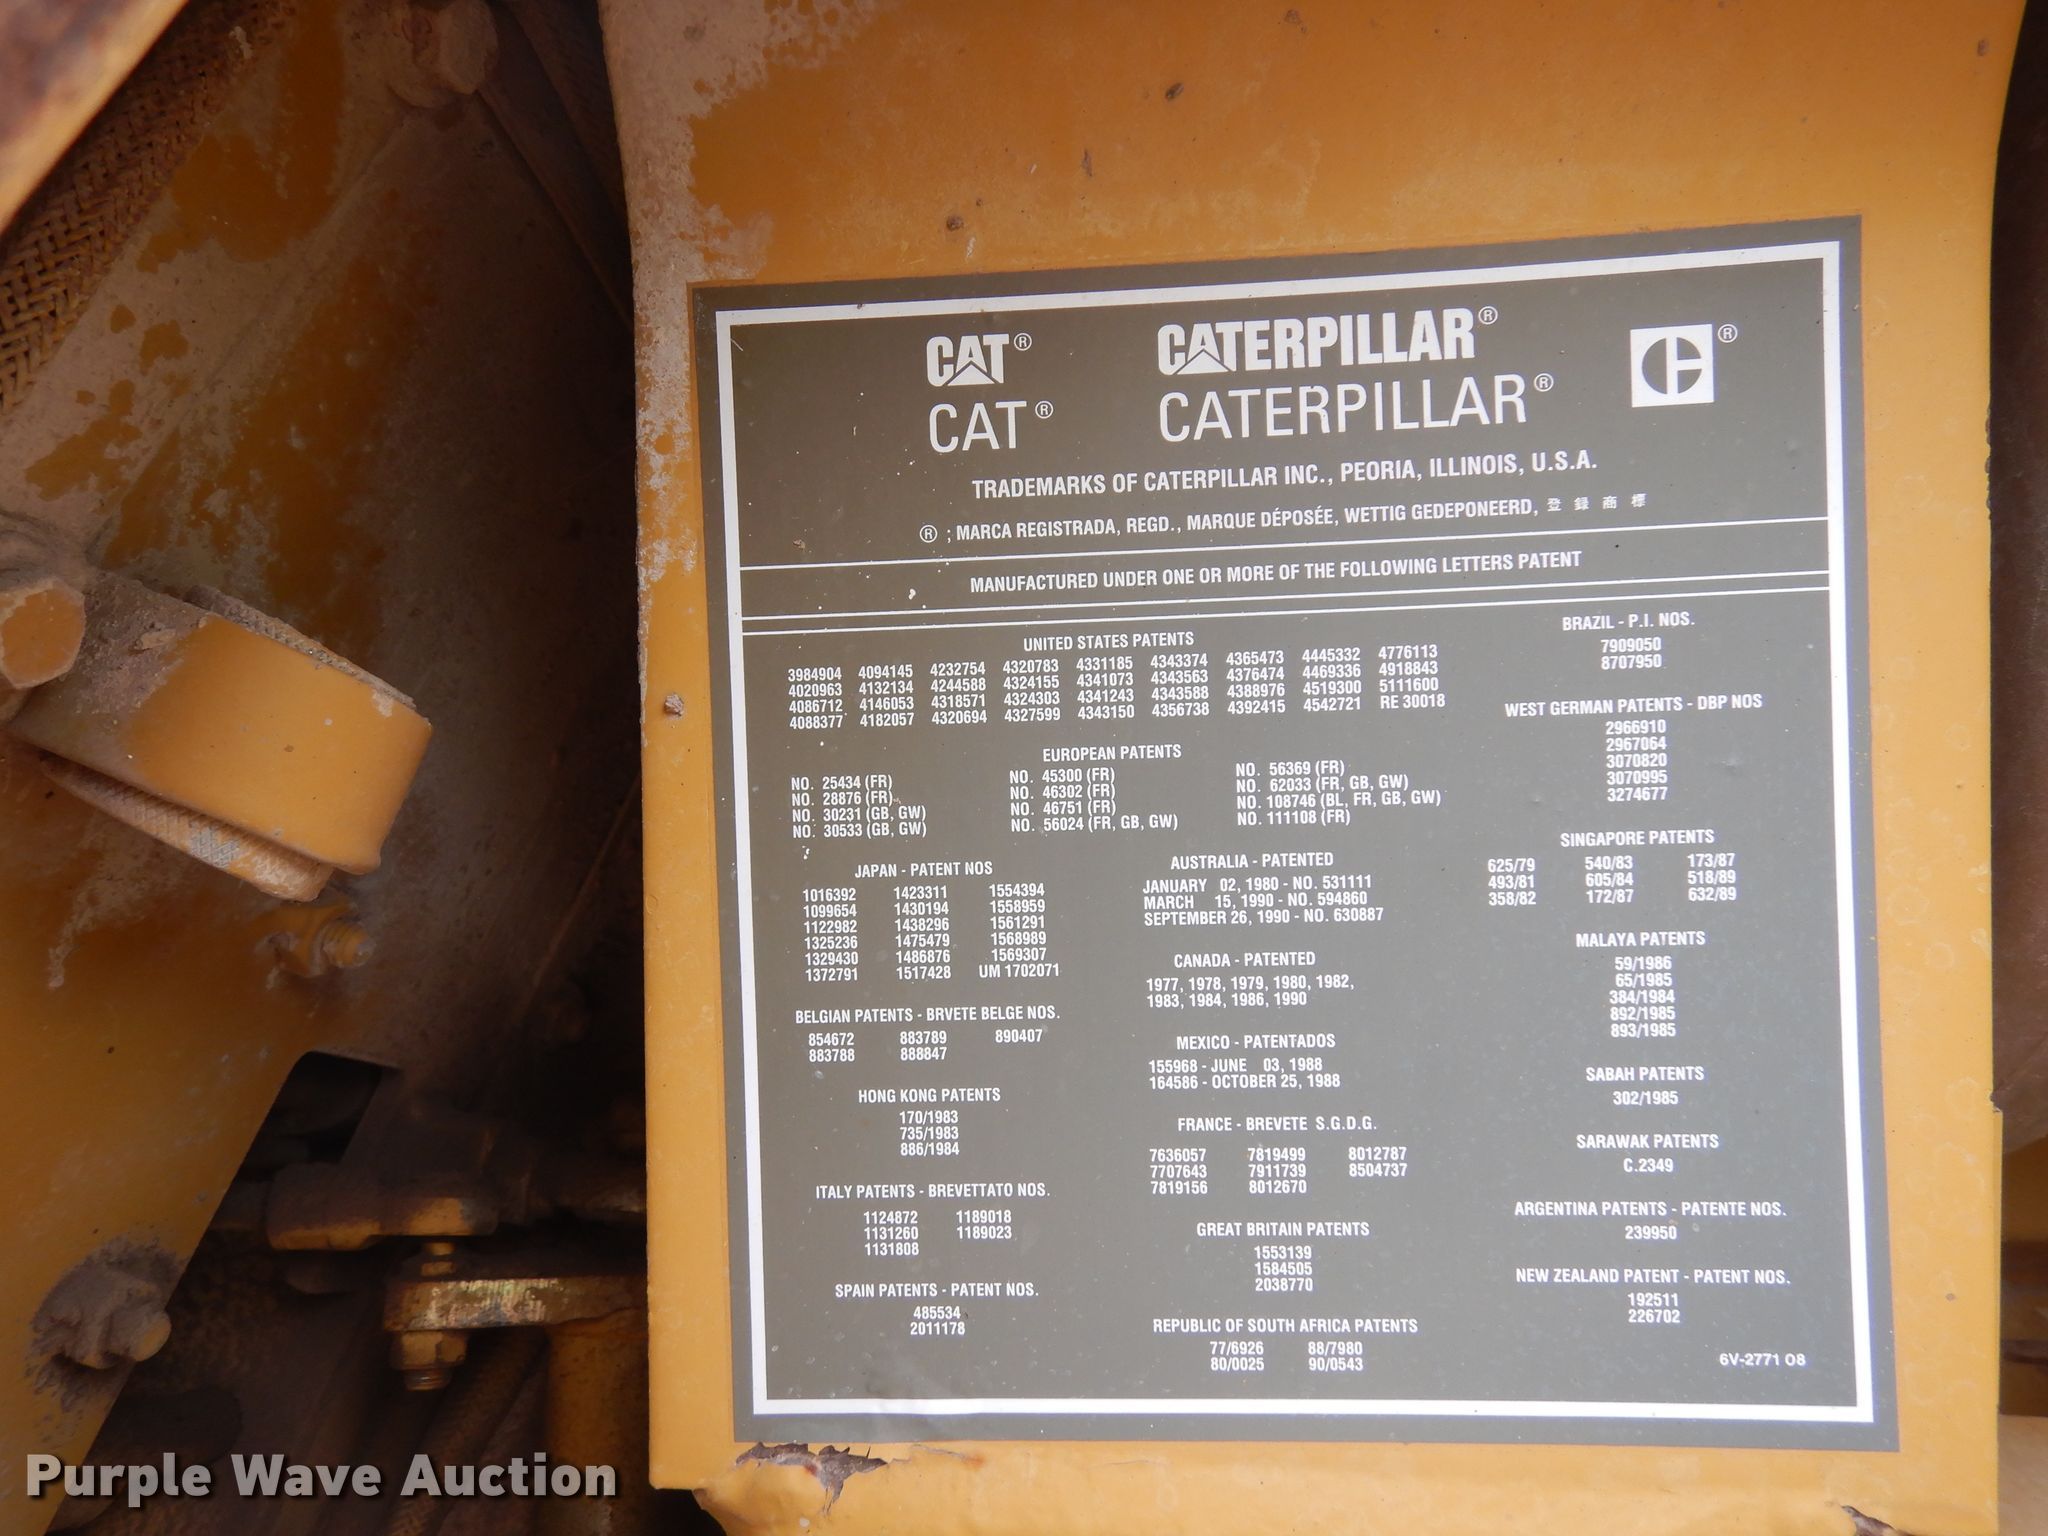 CAT® CATERPILLAR® ®
CAT® CATERPILLAR®
TRADEMARKS OF CATERPILLAR INC., PEORIA, ILLINOIS, U.S.A.
® ; MARCA REGISTRADA, REGD., MARQUE DÉPOSÉE, WETTIG GEDEPONEERD, 登 録 商 標
MANUFACTURED UNDER ONE OR MORE OF THE FOLLOWING LETTERS PATENT
UNITED STATES PATENTS
3984904 4094145 4232754 4320783 4331185 4343374 4365473 4445332 4776113
4020963 4132134 4244588 4324155 4341073 4343563 4376474 4469336 4918843
4086712 4146053 4318571 4324303 4341243 4343588 4388976 4519300 5111600
4088377 4182057 4320694 4327599 4343150 4356738 4392415 4542721 RE 30018
EUROPEAN PATENTS
NO. 25434 (FR) NO. 45300 (FR) NO. 56369 (FR)
NO. 28876 (FR) NO. 46302 (FR) NO. 62033 (FR, GB, GW)
NO. 30231 (GB, GW) NO. 46751 (FR) NO. 108746 (BL, FR, GB, GW)
NO. 30533 (GB, GW) NO. 56024 (FR, GB, GW) NO. 111108 (FR)
JAPAN - PATENT NOS
1016392 1423311 1554394
1099654 1430194 1558959
1122982 1438296 1561291
1325236 1475479 1568989
1329430 1486876 1569307
1372791 1517428 UM 1702071
BELGIAN PATENTS - BRVETE BELGE NOS.
854672 883789 890407
883788 888847
HONG KONG PATENTS
170/1983
735/1983
886/1984
ITALY PATENTS - BREVETTATO NOS.
1124872 1189018
1131260 1189023
1131808
SPAIN PATENTS - PATENT NOS.
485534
2011178
AUSTRALIA - PATENTED
JANUARY 02, 1980 - NO. 531111
MARCH 15, 1990 - NO. 594860
SEPTEMBER 26, 1990 - NO. 630887
CANADA - PATENTED
1977, 1978, 1979, 1980, 1982,
1983, 1984, 1986, 1990
MEXICO - PATENTADOS
155968 - JUNE 03, 1988
164586 - OCTOBER 25, 1988
FRANCE - BREVETE S.G.D.G.
7636057 7819499 8012787
7707643 7911739 8504737
7819156 8012670
GREAT BRITAIN PATENTS
1553139
1584505
2038770
REPUBLIC OF SOUTH AFRICA PATENTS
77/6926 88/7980
80/0025 90/0543
BRAZIL - P.I. NOS.
7909050
8707950
WEST GERMAN PATENTS - DBP NOS
2966910
2967064
3070820
3070995
3274677
SINGAPORE PATENTS
625/79 540/83 173/87
493/81 605/84 518/89
358/82 172/87 632/89
MALAYA PATENTS
59/1986
65/1985
384/1984
892/1985
893/1985
SABAH PATENTS
302/1985
SARAWAK PATENTS
C.2349
ARGENTINA PATENTS - PATENTE NOS.
239950
NEW ZEALAND PATENT - PATENT NOS.
192511
226702
6V-2771 08
Purple Wave Auction